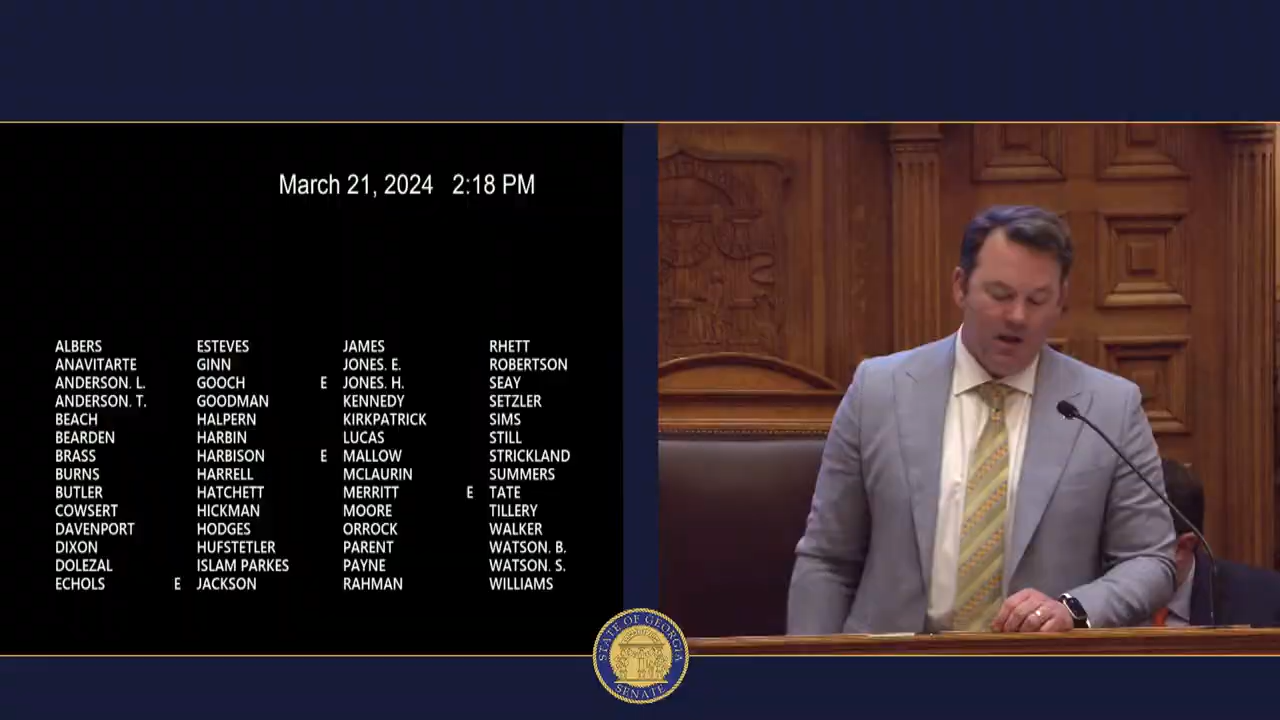 March 21, 2024 2:18 PM
ALBERS
ANAVITARTE
ANDERSON. L.
ANDERSON. T.
BEACH
BEARDEN
BRASS
BURNS
BUTLER
COWSERT
DAVENPORT
DIXON
DOLEZAL
ECHOLS
ESTEVES
GINN
GOOCH
GOODMAN
HALPERN
HARBIN
HARBISON
HARRELL
HATCHETT
HICKMAN
HODGES
HUFSTETLER
ISLAM PARKES
E JACKSON
JAMES
JONES. E.
E JONES. H.
KENNEDY
KIRKPATRICK
LUCAS
E MALLOW
MCLAURIN
MERRITT
MOORE
ORROCK
PARENT
PAYNE
RAHMAN
RHETT
ROBERTSON
SEAY
SETZLER
SIMS
STILL
STRICKLAND
SUMMERS
E TATE
TILLERY
WALKER
WATSON. B.
WATSON. S.
WILLIAMS
STATE OF GEORGIA
SENATE